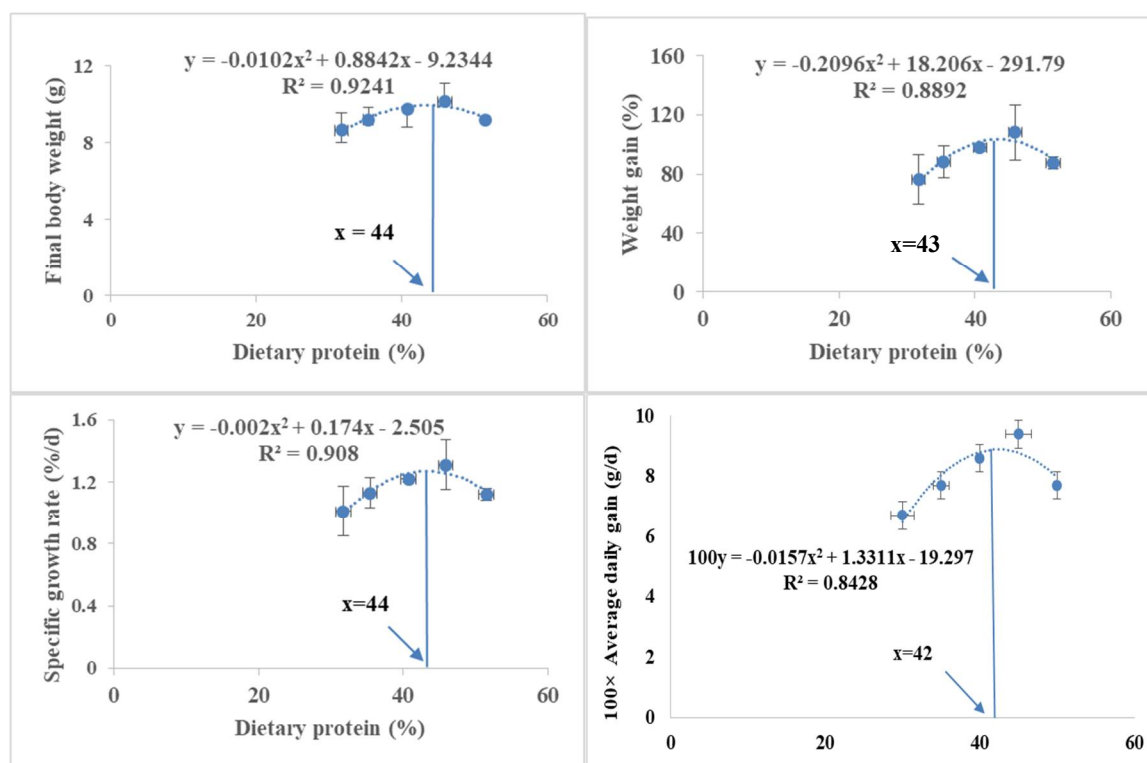 y = -0.0102x² + 0.8842x - 9.2344
R² = 0.9241
Final body weight (g)
12
8
4
0
x = 44
0 20 40 60
Dietary protein (%)
y = -0.2096x² + 18.206x - 291.79
R² = 0.8892
Weight gain (%)
160
120
80
40
0
x=43
0 20 40 60
Dietary protein (%)
y = -0.002x² + 0.174x - 2.505
R² = 0.908
Specific growth rate (%/d)
1.6
1.2
0.8
0.4
0
x=44
0 20 40 60
Dietary protein (%)
100× Average daily gain (g/d)
10
8
6
4
2
0
100y = -0.0157x² + 1.3311x - 19.297
R² = 0.8428
x=42
0 20 40 60